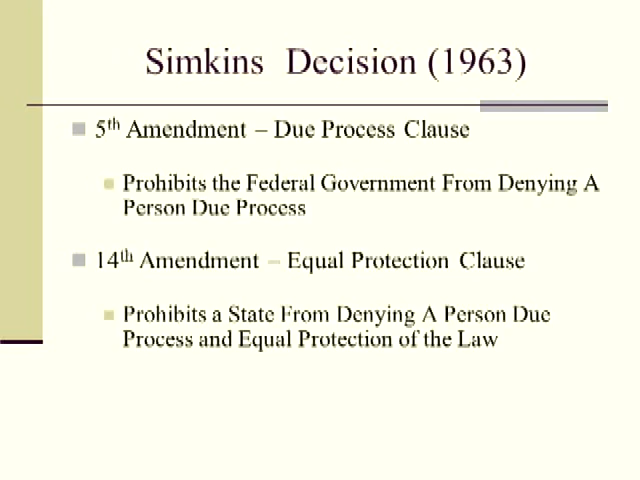 Simkins Decision (1963)
5th Amendment – Due Process Clause
Prohibits the Federal Government From Denying A
Person Due Process
14th Amendment – Equal Protection Clause
Prohibits a State From Denying A Person Due
Process and Equal Protection of the Law